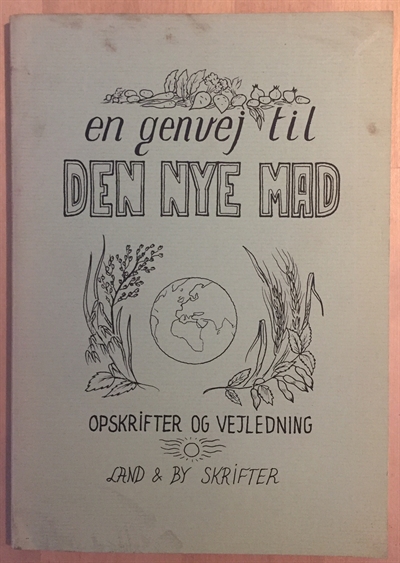 en genvej til
DEN NYE MAD
OPSKRIFTER OG VEJLEDNING
LAND & BY SKRIFTER